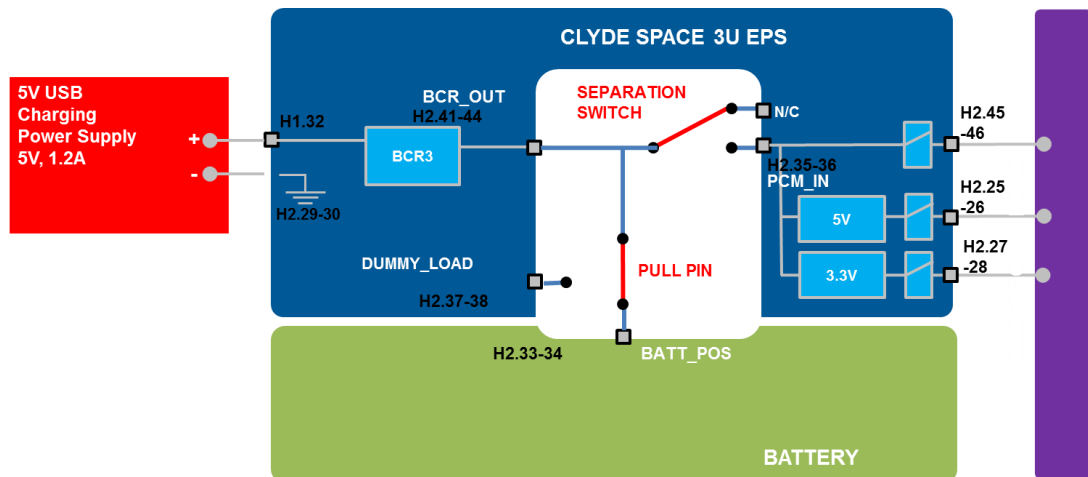 CLYDE SPACE 3U EPS
5V USB
Charging
Power Supply
5V, 1.2A
+
-
H1.32
H2.29-30
BCR3
BCR_OUT
H2.41-44
SEPARATION
SWITCH
N/C
H2.35-36
PCM_IN
H2.45
-46
5V
H2.25
-26
3.3V
H2.27
-28
DUMMY_LOAD
H2.37-38
PULL PIN
H2.33-34
BATT_POS
BATTERY